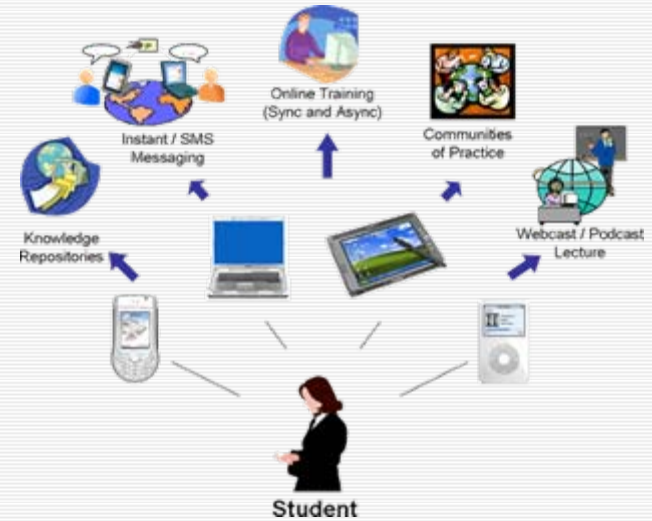 Online Training
(Sync and Async)
Instant / SMS
Messaging
Communities
of Practice
Knowledge
Repositories
Webcast / Podcast
Lecture
Student